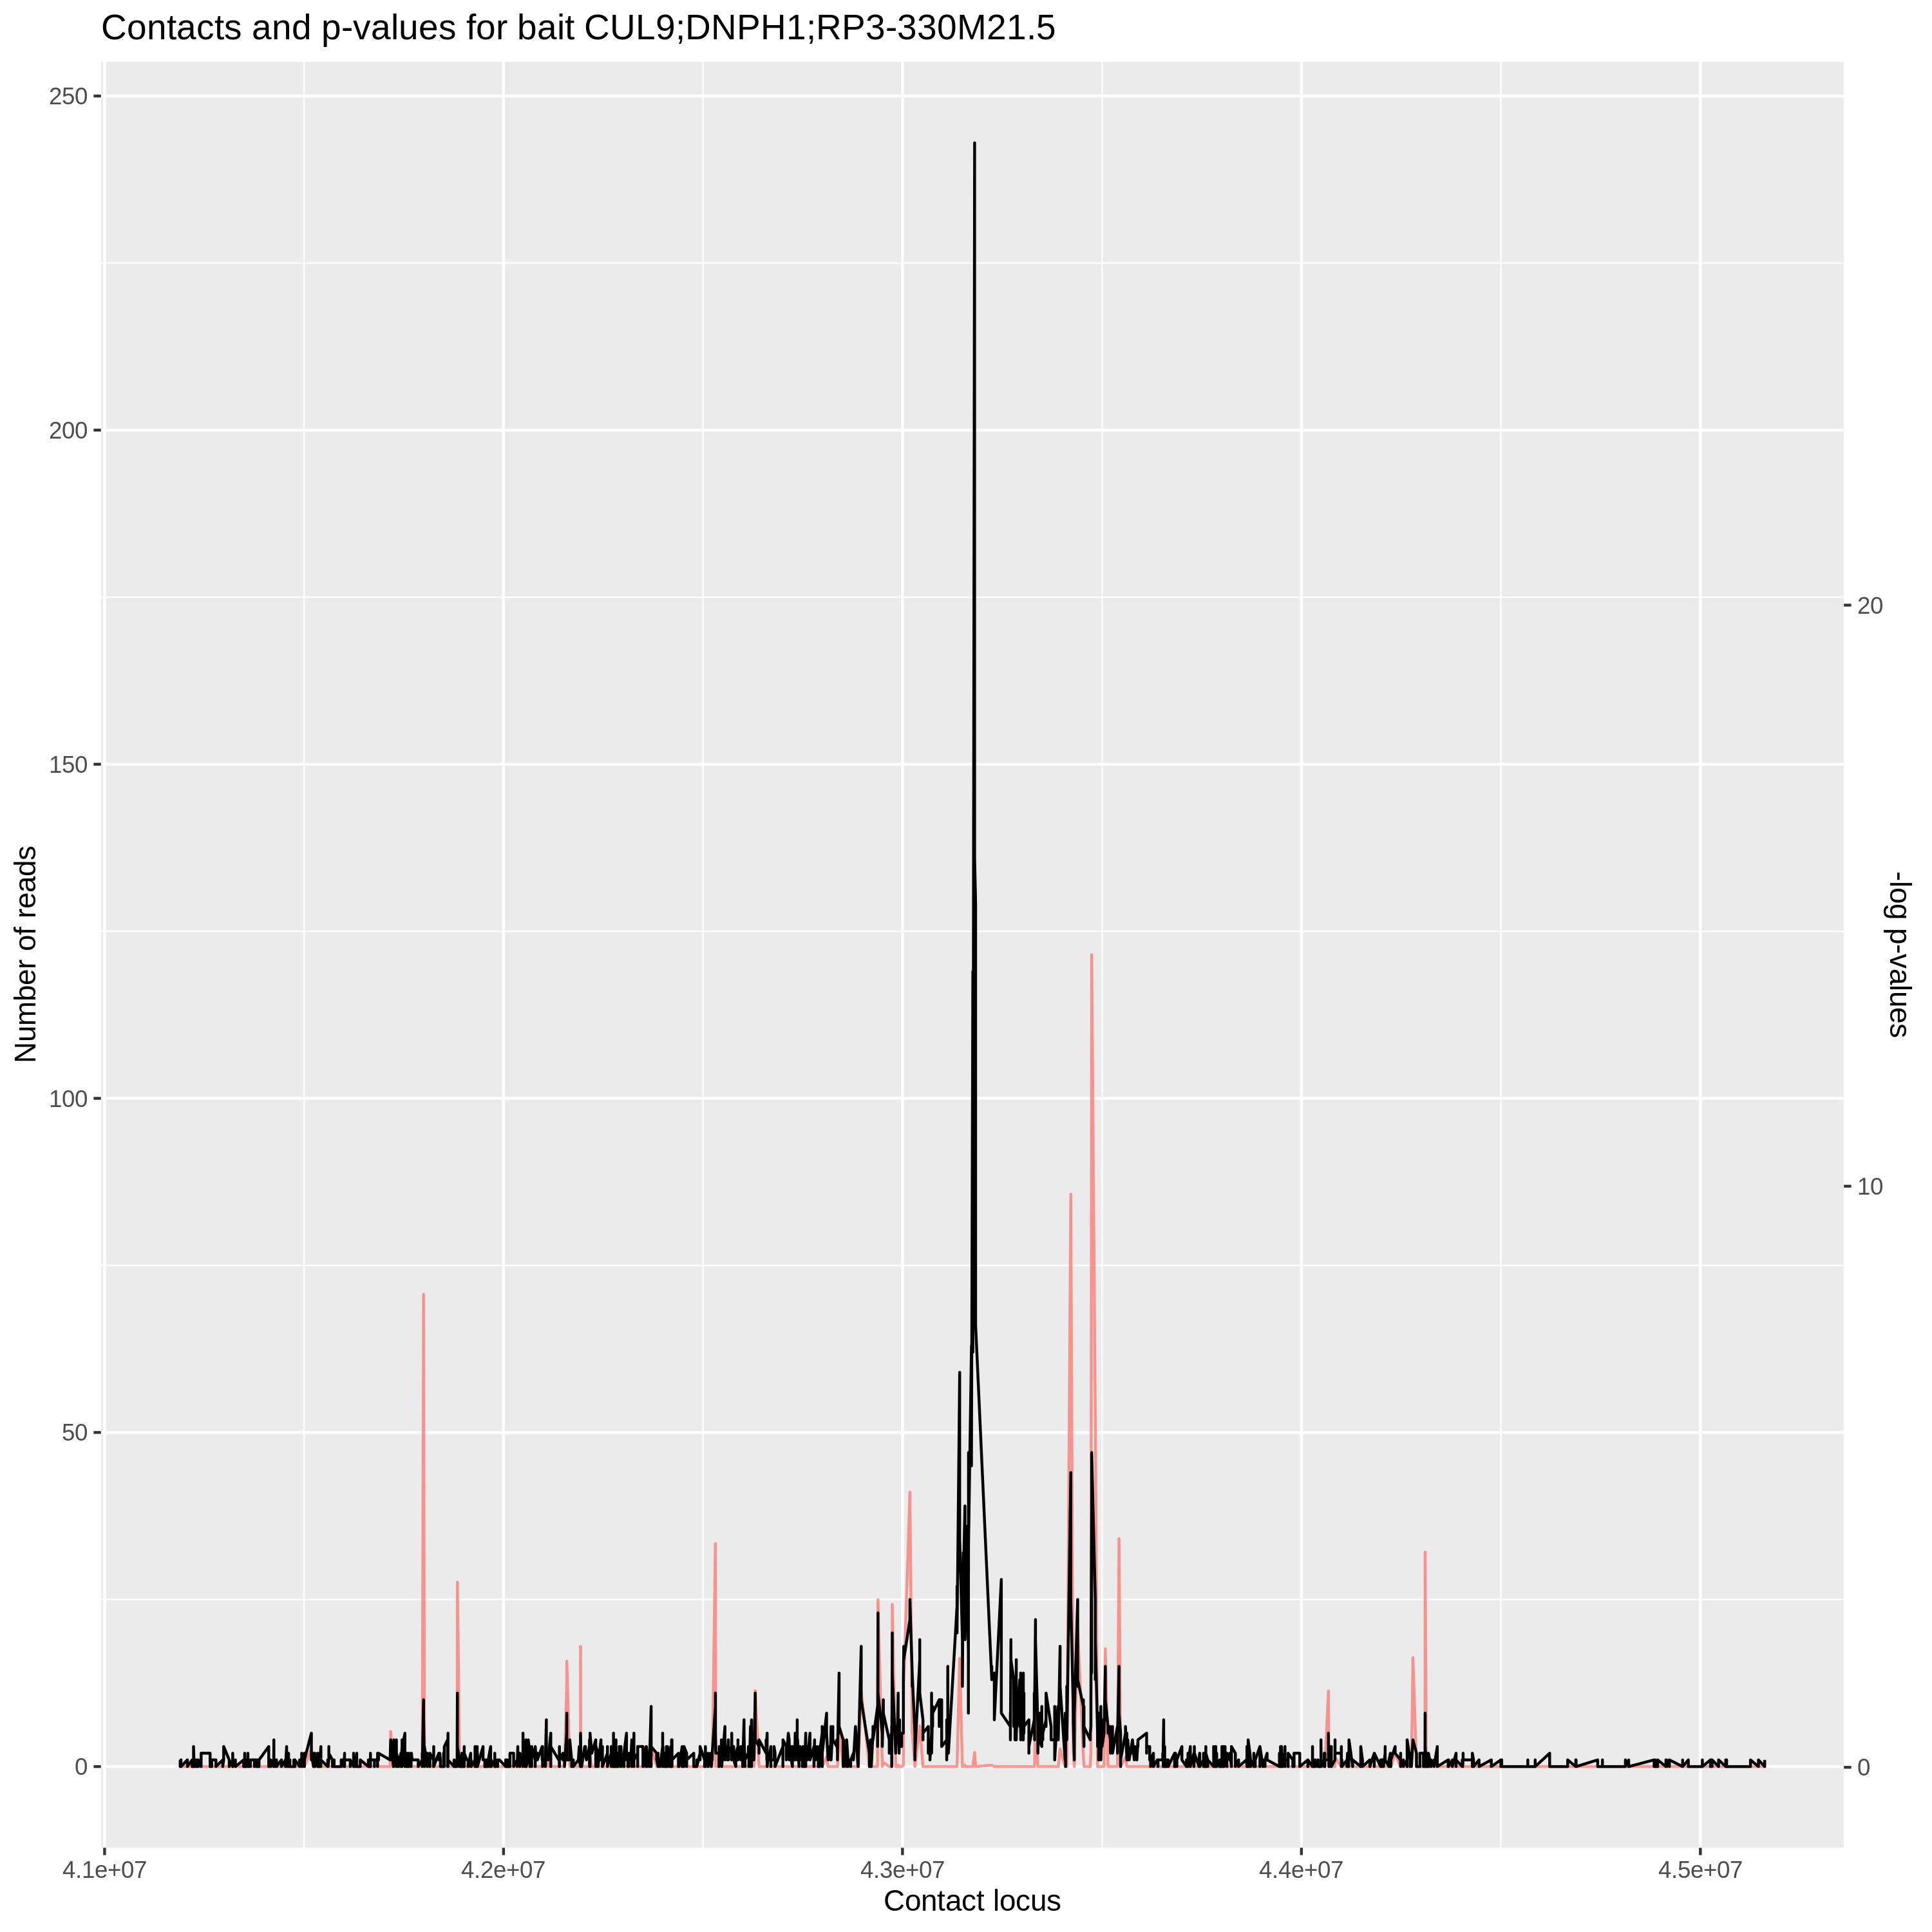 Contacts and p-values for bait CUL9;DNPH1;RP3-330M21.5
250
200
150
100
50
0
Number of reads
20
10
0
-log p-values
4.1e+07
4.2e+07
4.3e+07
4.4e+07
4.5e+07
Contact locus